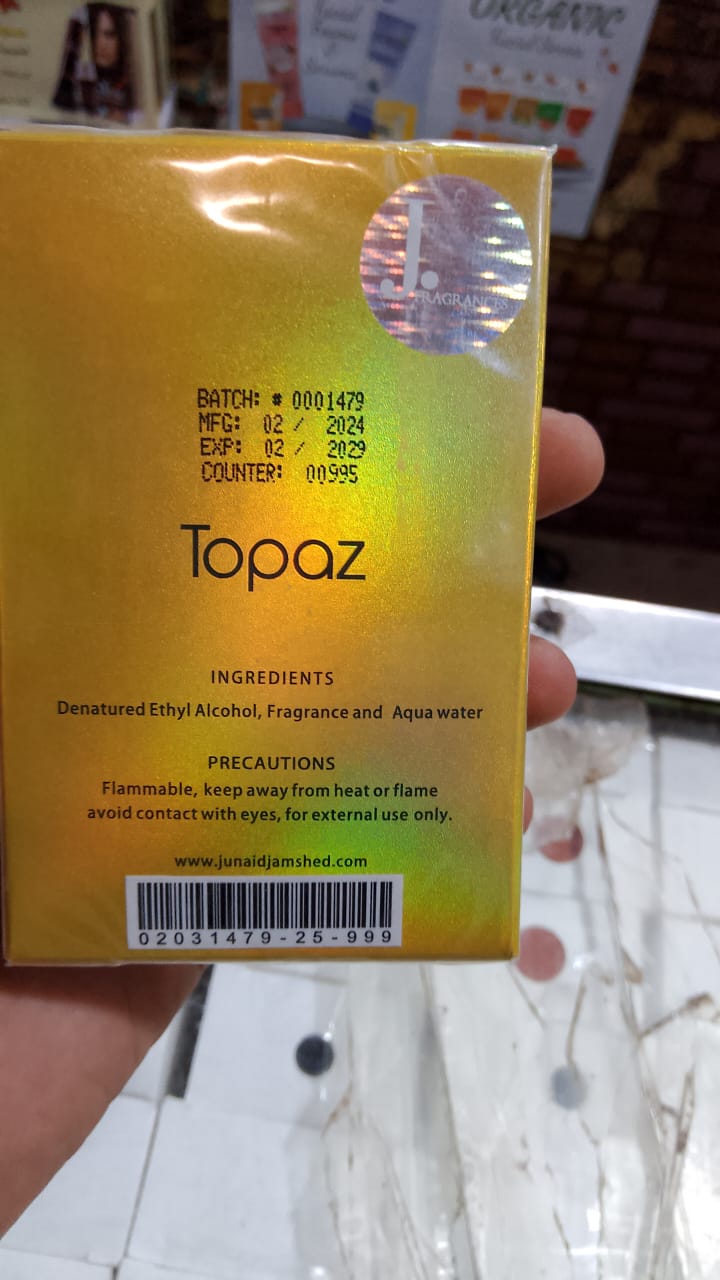 ORGANIC
Facial
J.
FRAGRANCES
BATCH: # 0001479
MFG: 02 / 2024
EXP: 02 / 2029
COUNTER: 00995
Topaz
INGREDIENTS
Denatured Ethyl Alcohol, Fragrance and Aqua water
PRECAUTIONS
Flammable, keep away from heat or flame
avoid contact with eyes, for external use only.
www.junaidjamshed.com
02031479-25-999